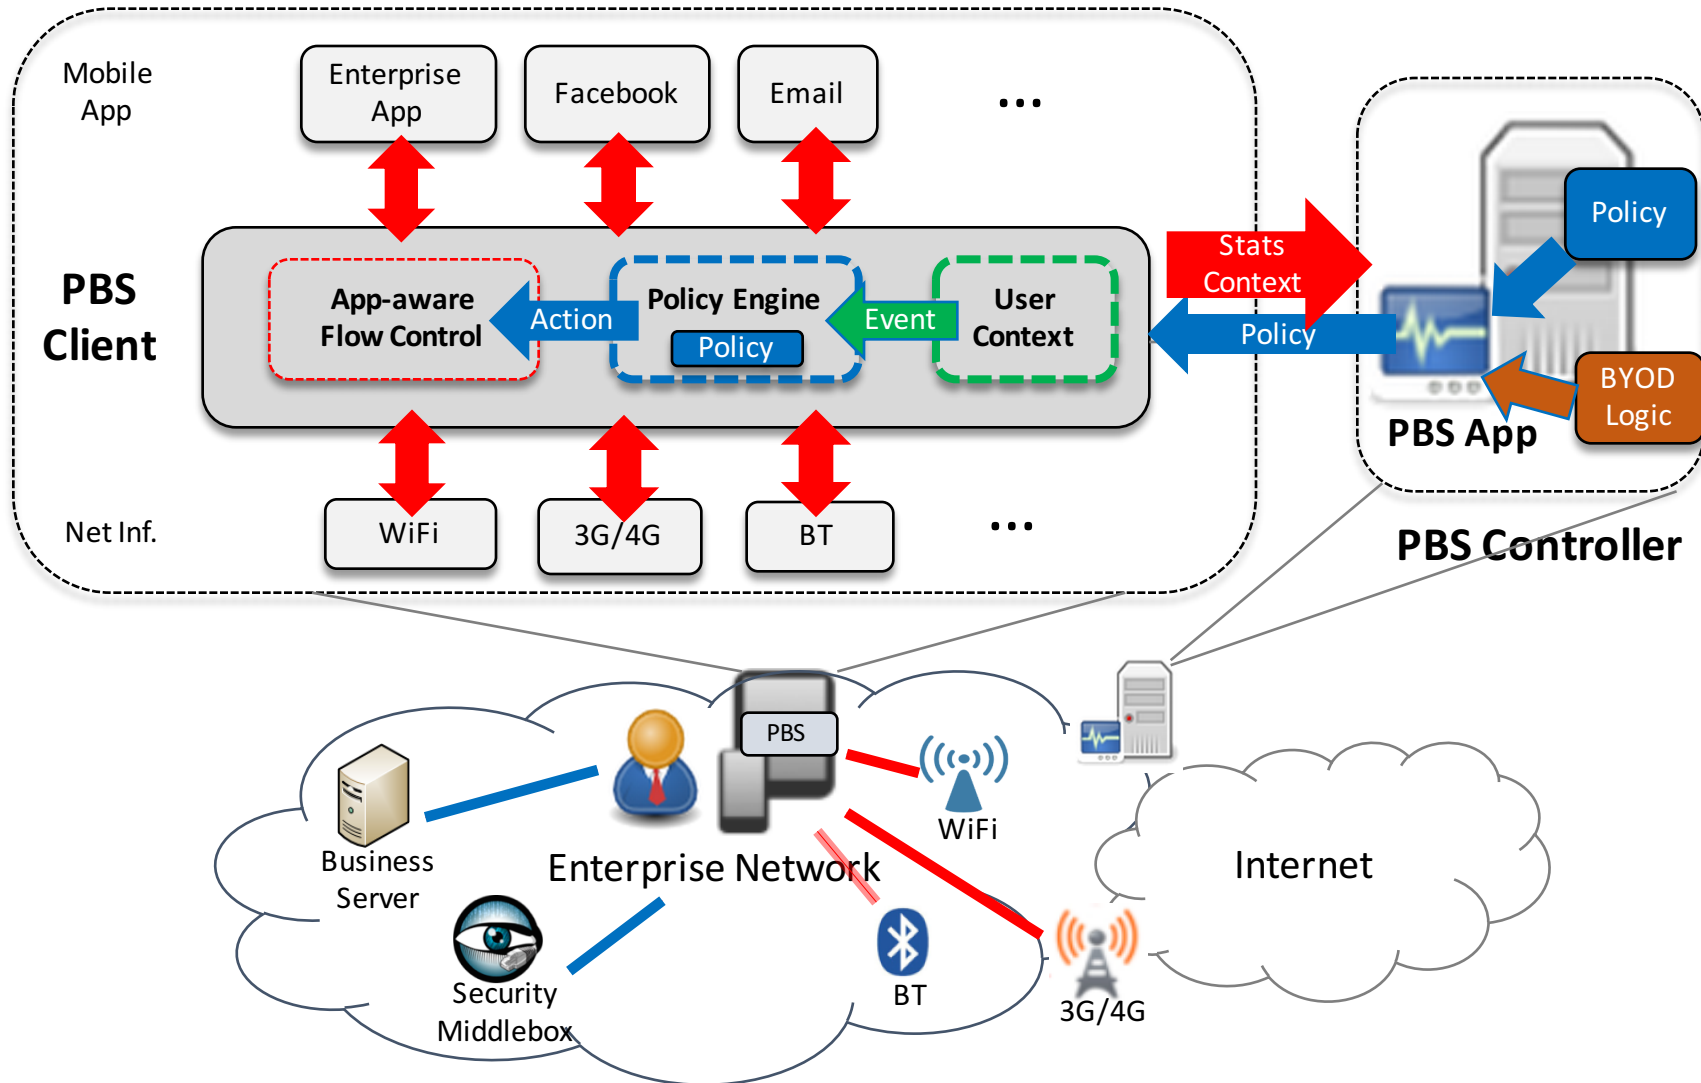 Mobile
App
Enterprise
App
Facebook
Email
...
PBS
Client
App-aware
Flow Control
Action
Policy Engine
Policy
Event
User
Context
Stats
Context
Policy
Policy
BYOD
Logic
PBS App
PBS Controller
Net Inf.
WiFi
3G/4G
BT
...
PBS
WiFi
Business
Server
Enterprise Network
Internet
Security
Middlebox
BT
3G/4G